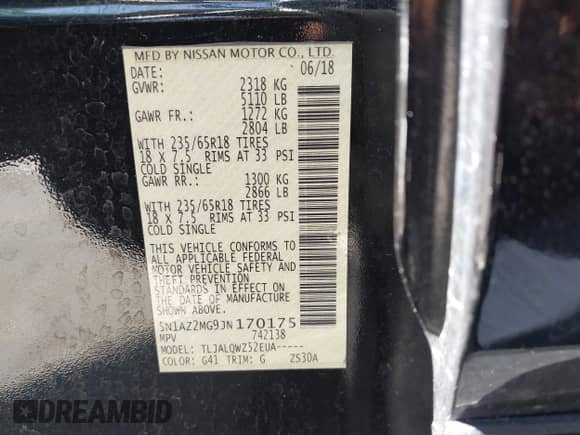 MFD BY NISSAN MOTOR CO., LTD.
DATE: 06/18
GVWR: 2318 KG
5110 LB
GAWR FR.: 1272 KG
2804 LB
WITH 235/65R18 TIRES
18 X 7.5 RIMS AT 33 PSI
COLD SINGLE
GAWR RR.: 1300 KG
2866 LB
WITH 235/65R18 TIRES
18 X 7.5 RIMS AT 33 PSI
COLD SINGLE
THIS VEHICLE CONFORMS TO
ALL APPLICABLE FEDERAL
MOTOR VEHICLE SAFETY AND
THEFT PREVENTION
STANDARDS IN EFFECT ON
THE DATE OF MANUFACTURE
SHOWN ABOVE.
5N1AZ2MG9JN170175
MPV 742138
MODEL: TLJALQWZ52EUA-----
COLOR: G41 TRIM: G ZS30A
DREAMBID